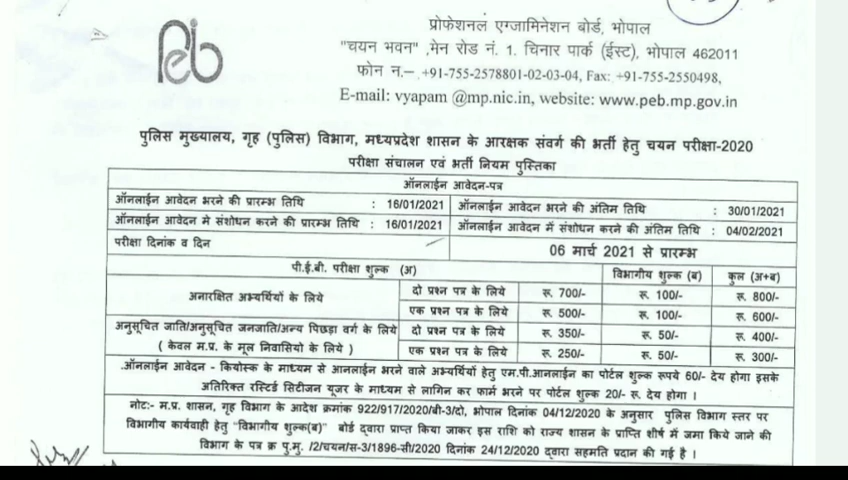 Peb
प्रोफेशनल एग्जामिनेशन बोर्ड, भोपाल
"चयन भवन" ,मेन रोड नं. 1. चिनार पार्क (ईस्ट), भोपाल 462011
फोन न.–.+91-755-2578801-02-03-04, Fax: +91-755-2550498,
E-mail: vyapam @mp.nic.in, website: www.peb.mp.gov.in
पुलिस मुख्यालय, गृह (पुलिस) विभाग, मध्यप्रदेश शासन के आरक्षक संवर्ग की भर्ती हेतु चयन परीक्षा-2020
परीक्षा संचालन एवं भर्ती नियम पुस्तिका
ऑनलाईन आवेदन-पत्र
ऑनलाईन आवेदन भरने की प्रारम्भ तिथि : 16/01/2021 ऑनलाईन आवेदन भरने की अंतिम तिथि : 30/01/2021
ऑनलाईन आवेदन में संशोधन करने की प्रारम्भ तिथि : 16/01/2021 ऑनलाईन आवेदन में संशोधन करने की अंतिम तिथि : 04/02/2021
परीक्षा दिनांक व दिन 06 मार्च 2021 से प्रारम्भ
पी.ई.बी. परीक्षा शुल्क (अ) विभागीय शुल्क (ब) कुल (अ+ब)
अनारक्षित अभ्यर्थियों के लिये दो प्रश्न पत्र के लिये रू. 700/- रू. 100/- रू. 800/-
एक प्रश्न पत्र के लिये रू. 500/- रू. 100/- रू. 600/-
अनुसूचित जाति/अनुसूचित जनजाति/अन्य पिछड़ा वर्ग के लिये दो प्रश्न पत्र के लिये रू. 350/- रू. 50/- रू. 400/-
( केवल म.प्र. के मूल निवासियो के लिये ) एक प्रश्न पत्र के लिये रू. 250/- रू. 50/- रू. 300/-
.ऑनलाईन आवेदन - कियोस्क के माध्यम से आनलाईन भरने वाले अभ्यर्थियों हेतु एम.पी.आनलाईन का पोर्टल शुल्क रूपये 60/- देय होगा इसके
अतिरिक्त रस्टिर्ड सिटीजन यूजर के माध्यम से लागिन कर फार्म भरने पर पोर्टल शुल्क 20/- रु. देय होगा ।
नोट:- म.प्र. शासन, गृह विभाग के आदेश क्रमांक 922/917/2020/बी-3/दो, भोपाल दिनांक 04/12/2020 के अनुसार पुलिस विभाग स्तर पर
विभागीय कार्यवाही हेतु "विभागीय शुल्क(ब)" बोर्ड द्वारा प्राप्त किया जाकर इस राशि को राज्य शासन के प्राप्ति शीर्ष में जमा किये जाने की
विभाग के पत्र क्र पु.मु. /2/चयन/स-3/1896-सी/2020 दिनांक 24/12/2020 द्वारा सहमति प्रदान की गई है ।